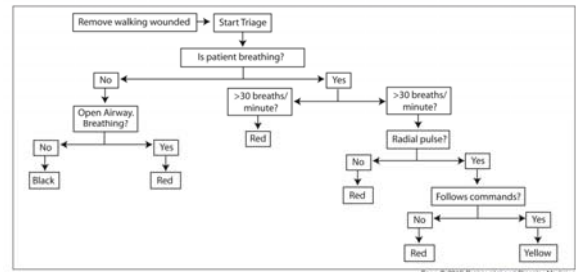 Remove walking wounded
Start Triage
Is patient breathing?
No
Yes
Open Airway.
Breathing?
>30 breaths/
minute?
>30 breaths/
minute?
Red
Radial pulse?
No
Yes
No
Yes
Black
Red
Red
Follows commands?
No
Yes
Red
Yellow